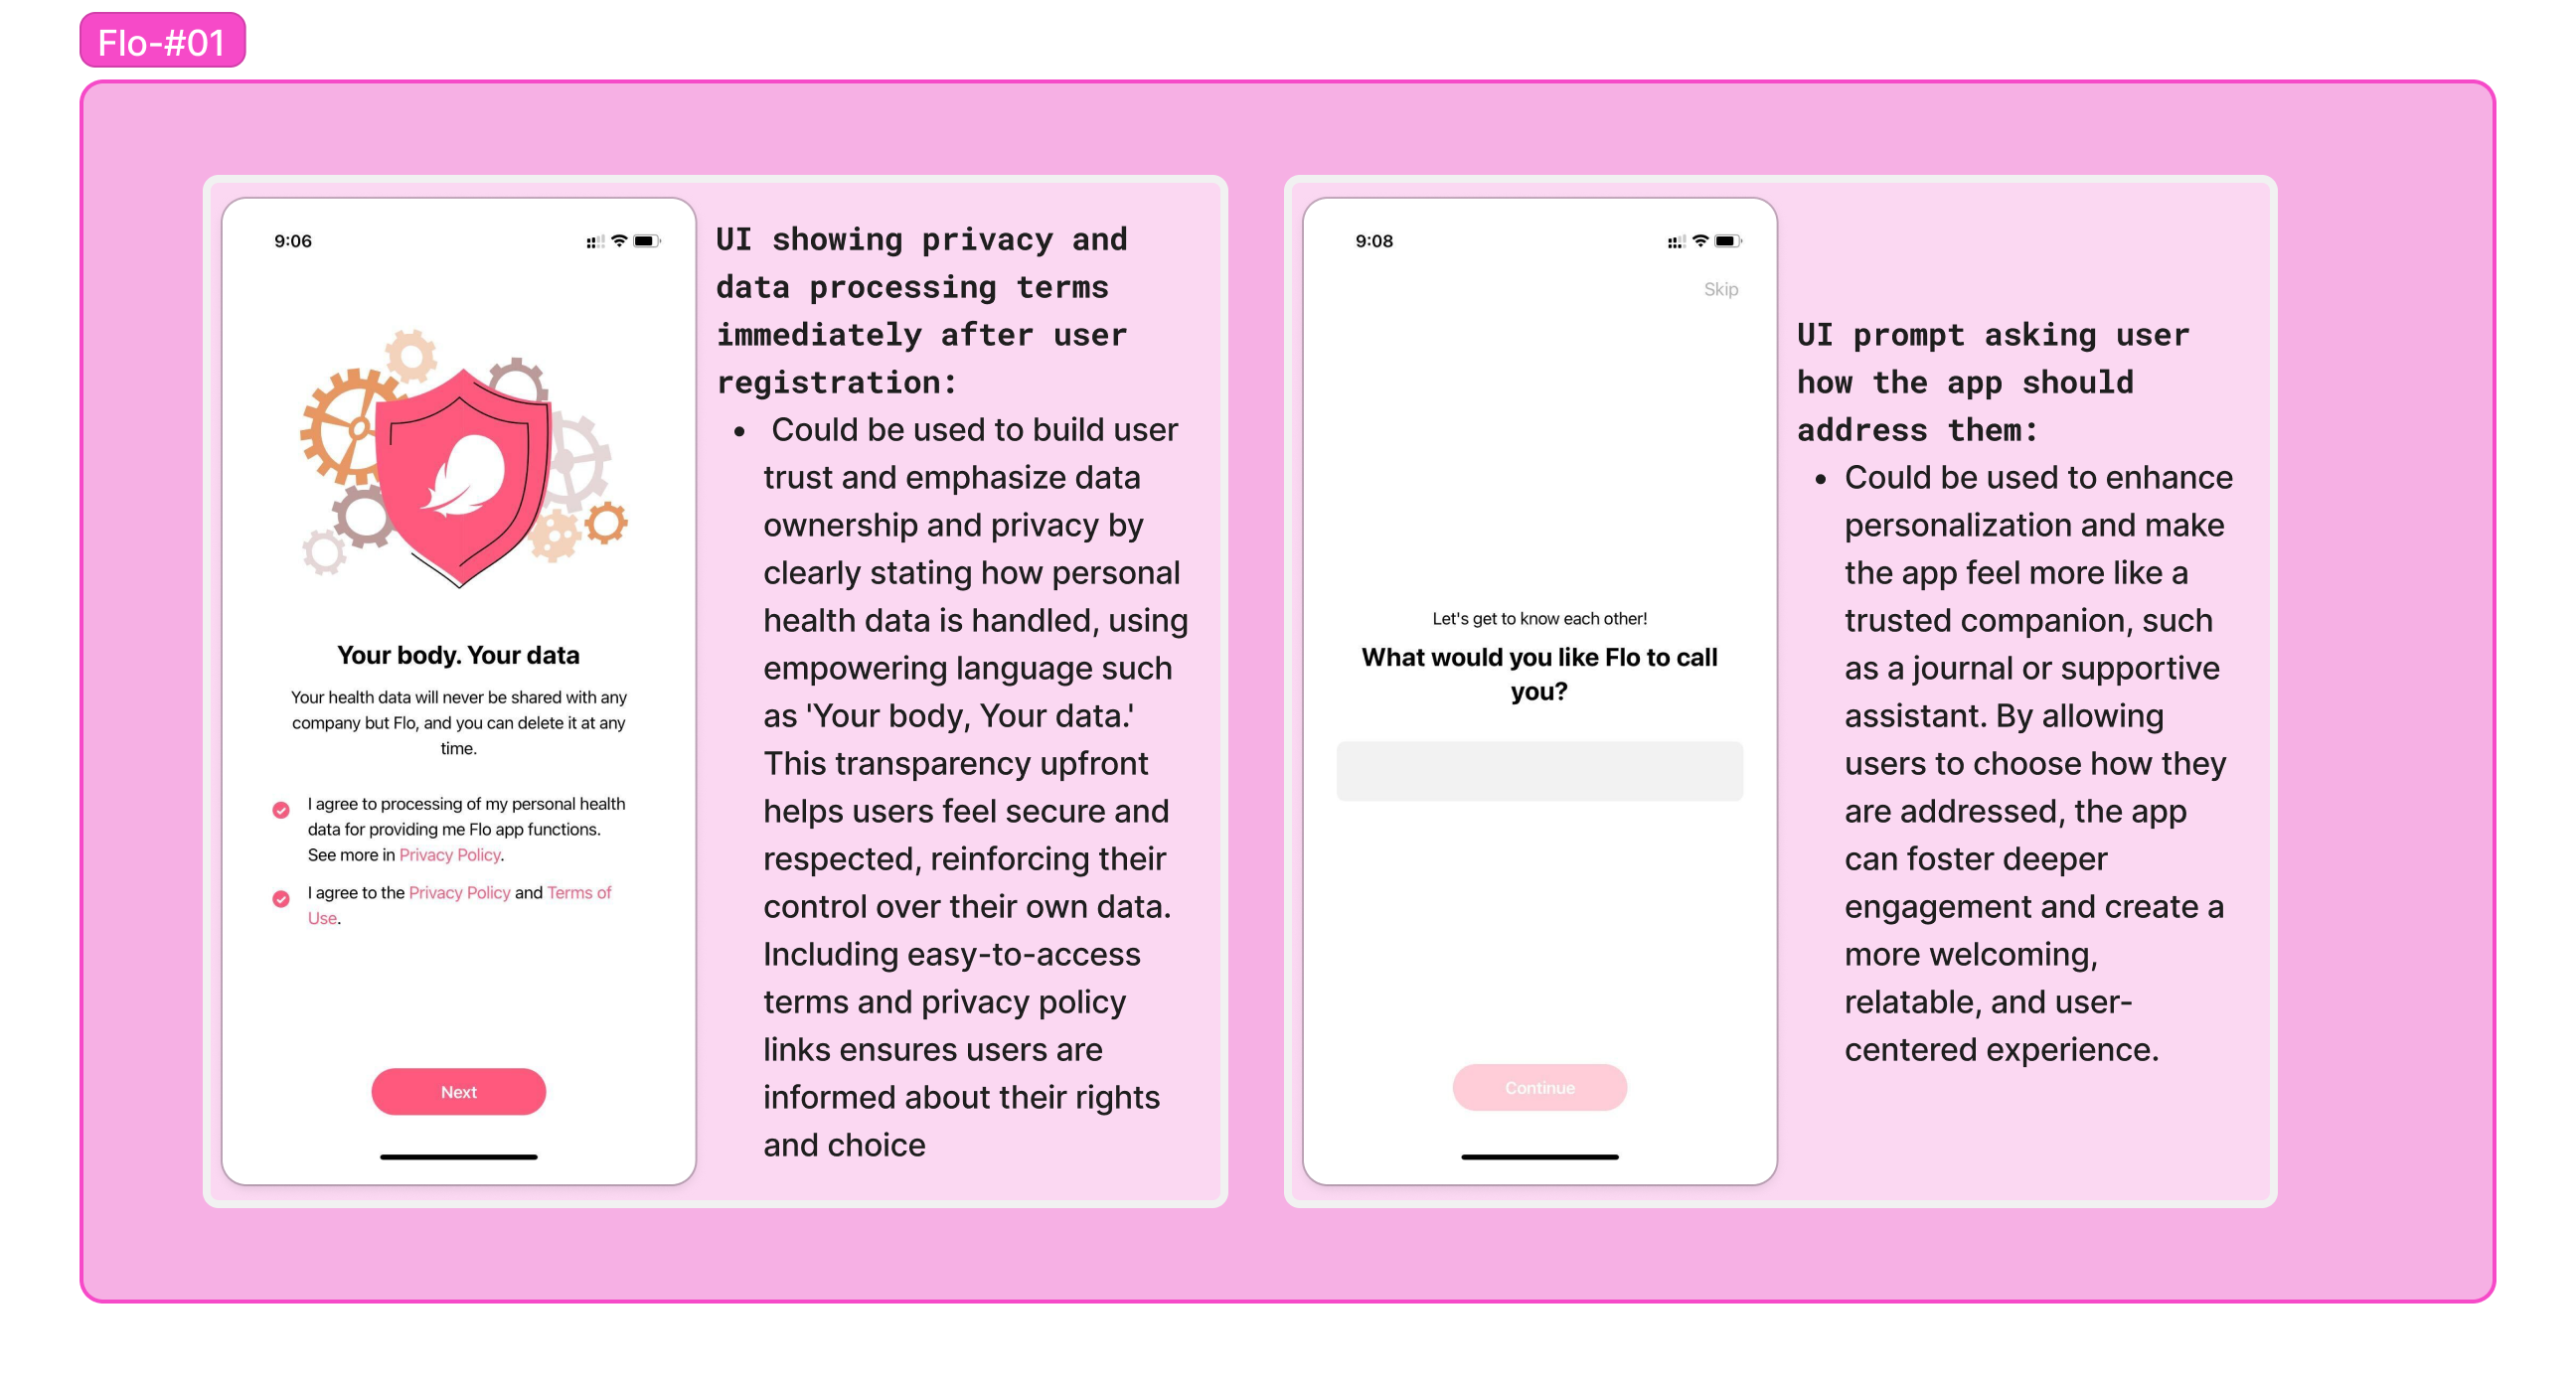 Flo-#01
9:06
UI showing privacy and
data processing terms
immediately after user
registration:
• Could be used to build user
trust and emphasize data
ownership and privacy by
clearly stating how personal
health data is handled, using
empowering language such
as 'Your body, Your data.'
This transparency upfront
helps users feel secure and
respected, reinforcing their
control over their own data.
Including easy-to-access
terms and privacy policy
links ensures users are
informed about their rights
and choice
Your body. Your data
Your health data will never be shared with any
company but Flo, and you can delete it at any
time.
I agree to processing of my personal health
data for providing me Flo app functions.
See more in Privacy Policy.
I agree to the Privacy Policy and Terms of
Use.
Next
9:08
Skip
Let's get to know each other!
What would you like Flo to call
you?
Continue
UI prompt asking user
how the app should
address them:
• Could be used to enhance
personalization and make
the app feel more like a
trusted companion, such
as a journal or supportive
assistant. By allowing
users to choose how they
are addressed, the app
can foster deeper
engagement and create a
more welcoming,
relatable, and user-
centered experience.